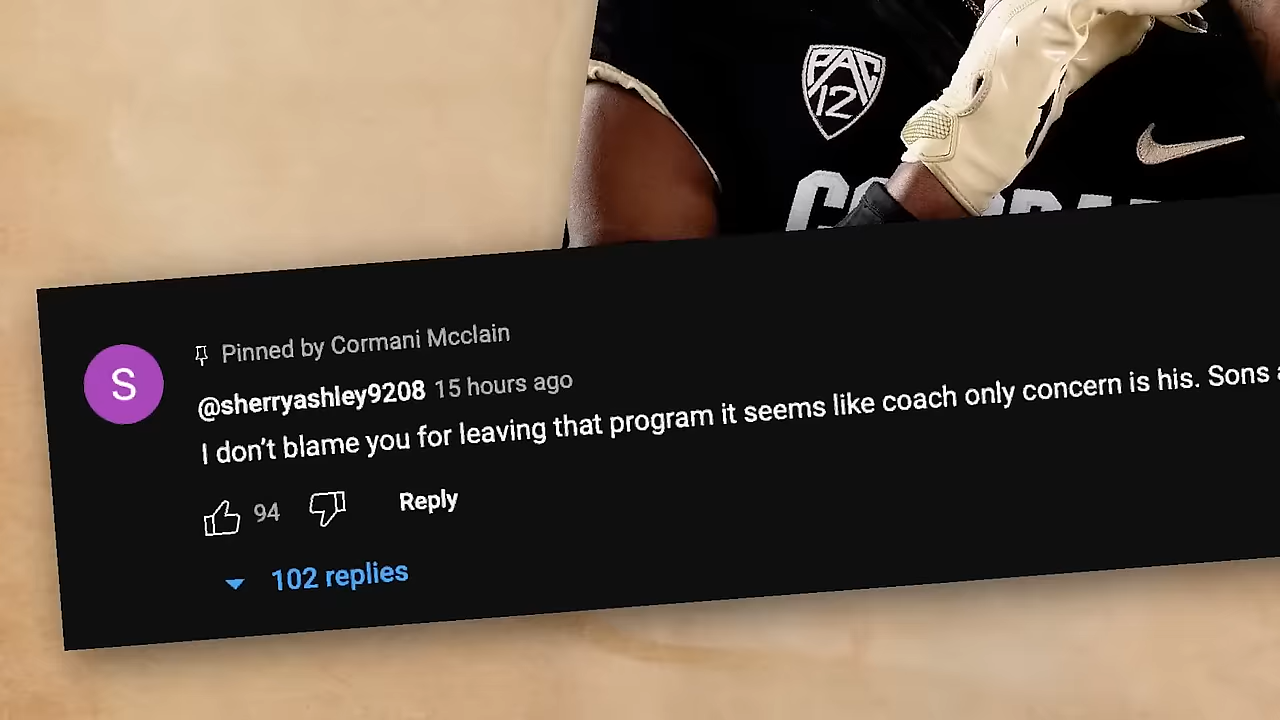 PAC
12
Pinned by Cormani Mcclain
@sherryashley9208 15 hours ago
I don't blame you for leaving that program it seems like coach only concern is his. Sons
94
Reply
102 replies
S